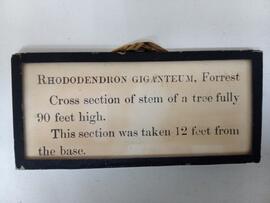 RHODODENDRON GIGANTEUM, Forrest
Cross section of stem of a tree fully
90 feet high.
This section was taken 12 feet from
the base.